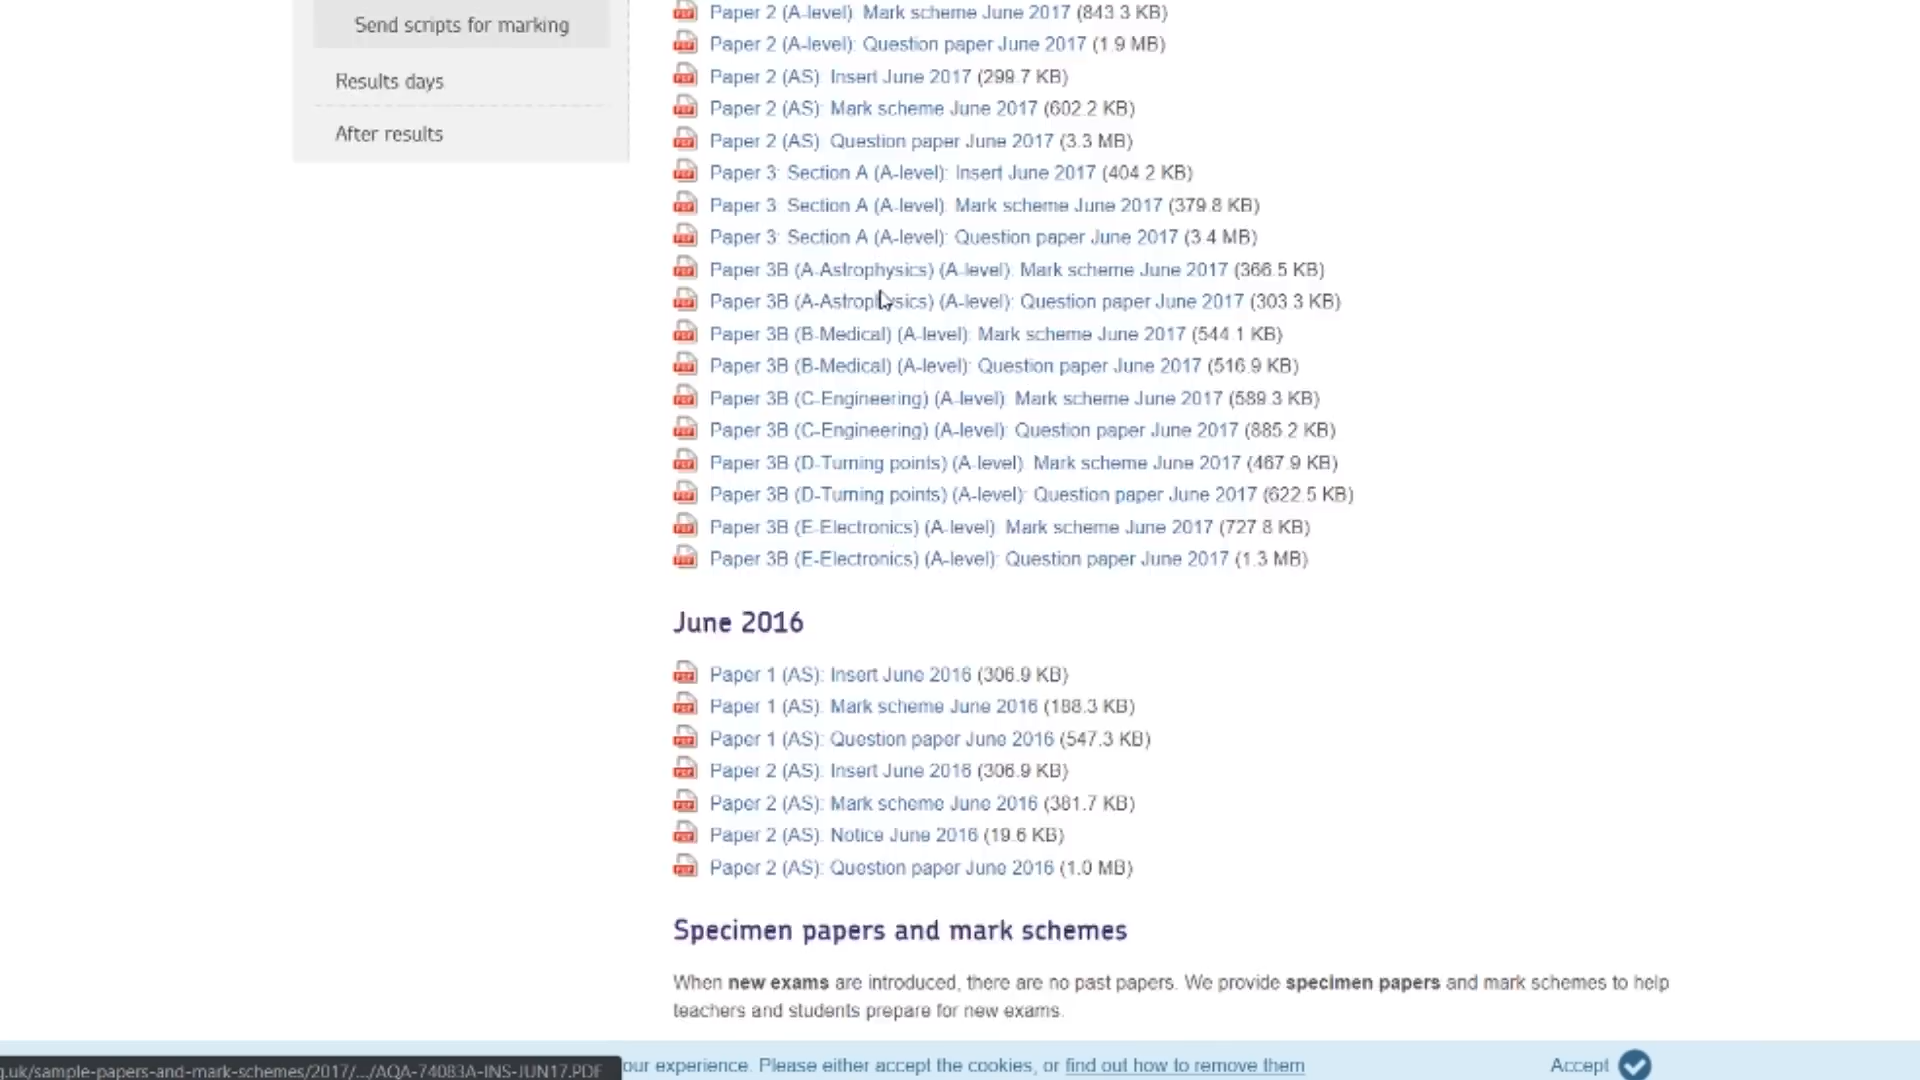 Send scripts for marking
Results days
After results
Paper 2 (A-level): Mark scheme June 2017 (843.3 KB)
Paper 2 (A-level): Question paper June 2017 (1.9 MB)
Paper 2 (AS): Insert June 2017 (299.7 KB)
Paper 2 (AS): Mark scheme June 2017 (602.2 KB)
Paper 2 (AS): Question paper June 2017 (3.3 MB)
Paper 3: Section A (A-level): Insert June 2017 (404.2 KB)
Paper 3: Section A (A-level): Mark scheme June 2017 (379.8 KB)
Paper 3: Section A (A-level): Question paper June 2017 (3.4 MB)
Paper 3B (A-Astrophysics) (A-level): Mark scheme June 2017 (366.5 KB)
Paper 3B (A-Astrophysics) (A-level): Question paper June 2017 (303.3 KB)
Paper 3B (B-Medical) (A-level): Mark scheme June 2017 (544.1 KB)
Paper 3B (B-Medical) (A-level): Question paper June 2017 (516.9 KB)
Paper 3B (C-Engineering) (A-level): Mark scheme June 2017 (589.3 KB)
Paper 3B (C-Engineering) (A-level): Question paper June 2017 (885.2 KB)
Paper 3B (D-Turning points) (A-level): Mark scheme June 2017 (467.9 KB)
Paper 3B (D-Turning points) (A-level): Question paper June 2017 (622.5 KB)
Paper 3B (E-Electronics) (A-level): Mark scheme June 2017 (727.8 KB)
Paper 3B (E-Electronics) (A-level): Question paper June 2017 (1.3 MB)
June 2016
Paper 1 (AS): Insert June 2016 (306.9 KB)
Paper 1 (AS): Mark scheme June 2016 (188.3 KB)
Paper 1 (AS): Question paper June 2016 (547.3 KB)
Paper 2 (AS): Insert June 2016 (306.9 KB)
Paper 2 (AS): Mark scheme June 2016 (381.7 KB)
Paper 2 (AS): Notice June 2016 (19.6 KB)
Paper 2 (AS): Question paper June 2016 (1.0 MB)
Specimen papers and mark schemes
When new exams are introduced, there are no past papers. We provide specimen papers and mark schemes to help
teachers and students prepare for new exams.
our experience. Please either accept the cookies, or find out how to remove them
Accept
q.uk/sample-papers-and-mark-schemes/2017/.../AQA-74083A-INS-JUN17.PDF